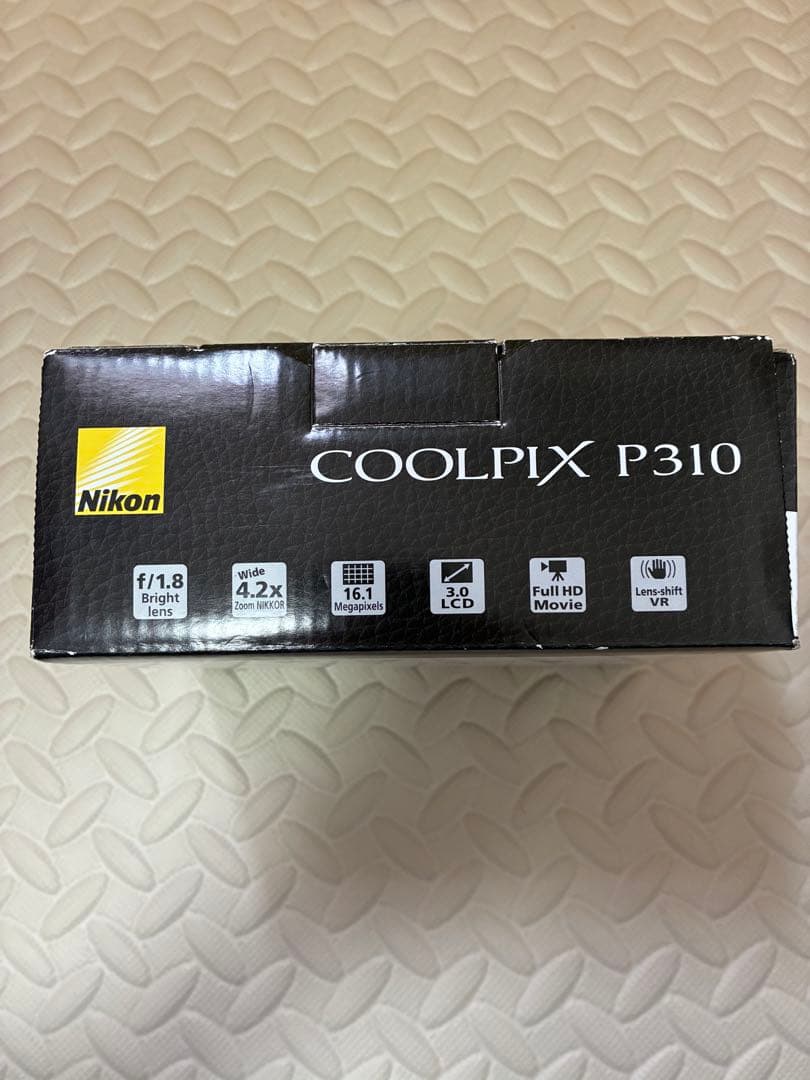 Nikon
COOLPIX P310
f/1.8
Bright
lens
Wide
4.2x
Zoom NIKKOR
16.1
Megapixels
3.0
LCD
Full HD
Movie
Lens-shift
VR